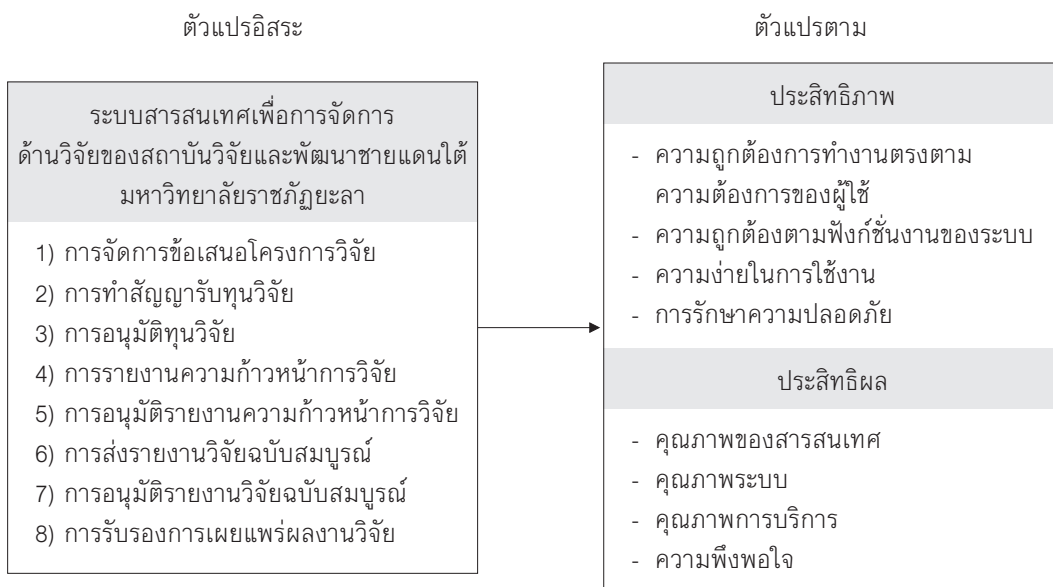 ตัวแปรอิสระ
ระบบสารสนเทศเพื่อการจัดการ
ด้านวิจัยของสถาบันวิจัยและพัฒนาชายแดนใต้
มหาวิทยาลัยราชภัฏยะลา
1) การจัดการข้อเสนอโครงการวิจัย
2) การทำสัญญารับทุนวิจัย
3) การอนุมัติทุนวิจัย
4) การรายงานความก้าวหน้าการวิจัย
5) การอนุมัติรายงานความก้าวหน้าการวิจัย
6) การส่งรายงานวิจัยฉบับสมบูรณ์
7) การอนุมัติรายงานวิจัยฉบับสมบูรณ์
8) การรับรองการเผยแพร่ผลงานวิจัย
ตัวแปรตาม
ประสิทธิภาพ
- ความถูกต้องการทำงานตรงตาม
ความต้องการของผู้ใช้
- ความถูกต้องตามฟังก์ชั่นงานของระบบ
- ความง่ายในการใช้งาน
- การรักษาความปลอดภัย
ประสิทธิผล
- คุณภาพของสารสนเทศ
- คุณภาพระบบ
- คุณภาพการบริการ
- ความพึงพอใจ